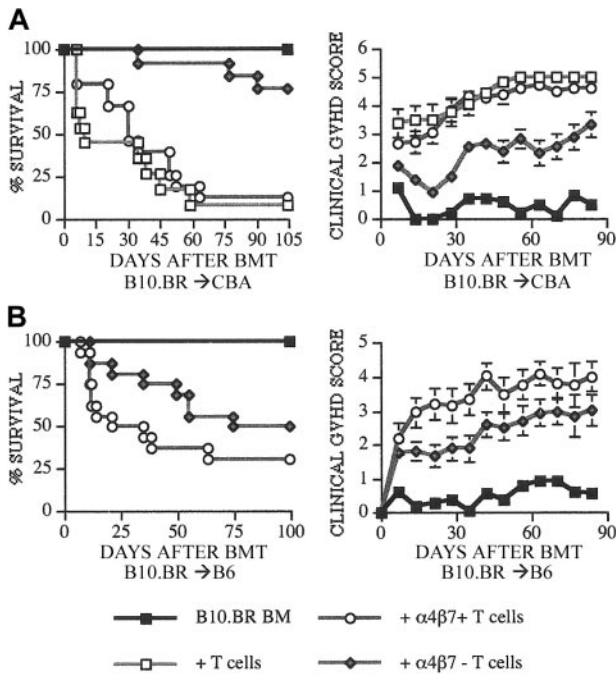 A
% SURVIVAL
100
75
50
25
0
0 15 30 45 60 75 90 105
DAYS AFTER BMT
B10.BR →CBA
CLINICAL GVHD SCORE
6
5
4
3
2
1
0
0 30 60 90
DAYS AFTER BMT
B10.BR →CBA
B
% SURVIVAL
100
75
50
25
0
0 25 50 75 100
DAYS AFTER BMT
B10.BR →B6
CLINICAL GVHD SCORE
5
4
3
2
1
0
0 30 60 90
DAYS AFTER BMT
B10.BR →B6
B10.BR BM
+ α4β7+ T cells
+ T cells
+ α4β7 - T cells